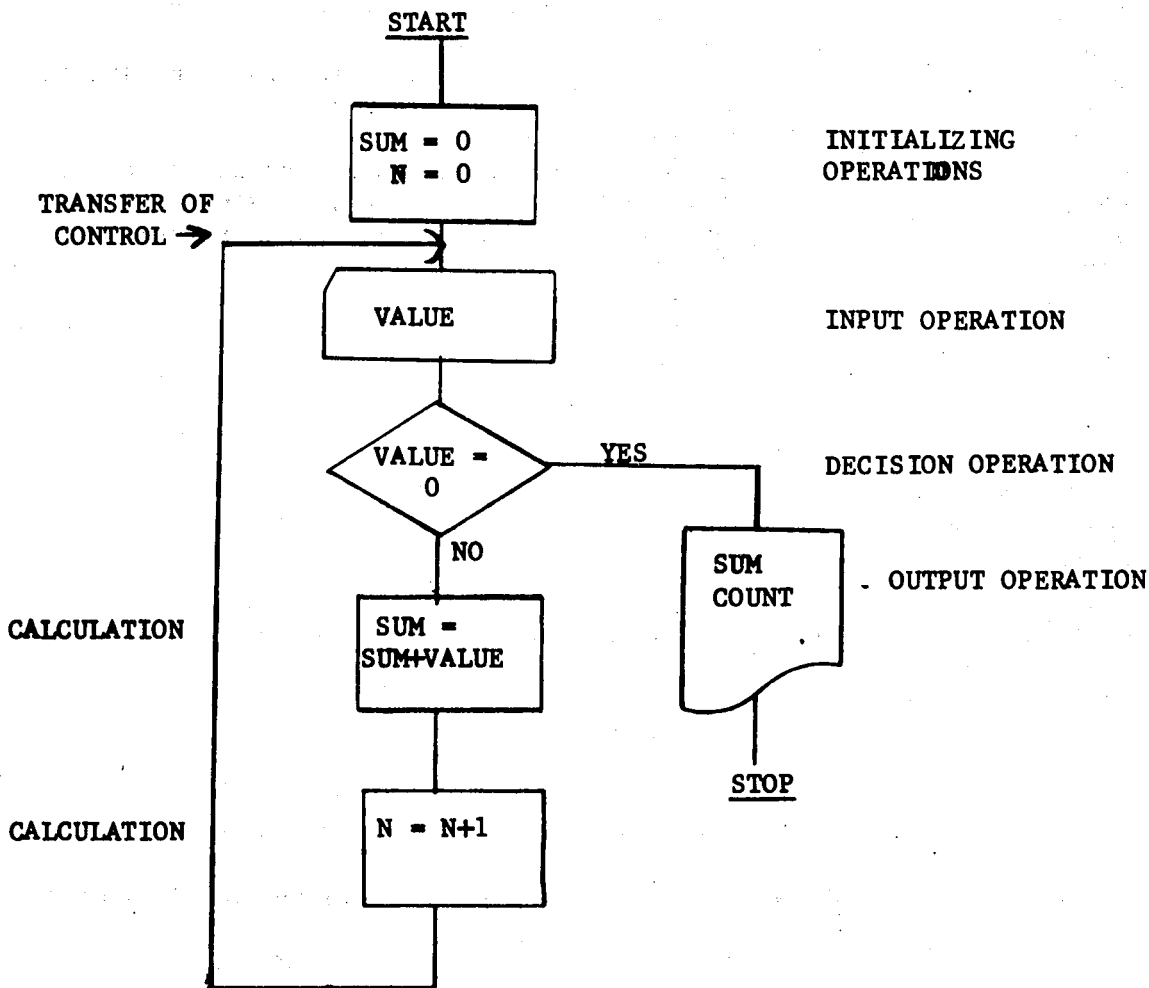 START
SUM = 0
N = 0
INITIALIZING
OPERATIONS
TRANSFER OF
CONTROL →
VALUE
INPUT OPERATION
VALUE =
0
YES
DECISION OPERATION
NO
SUM
COUNT
- OUTPUT OPERATION
CALCULATION
SUM =
SUM+VALUE
STOP
CALCULATION
N = N+1